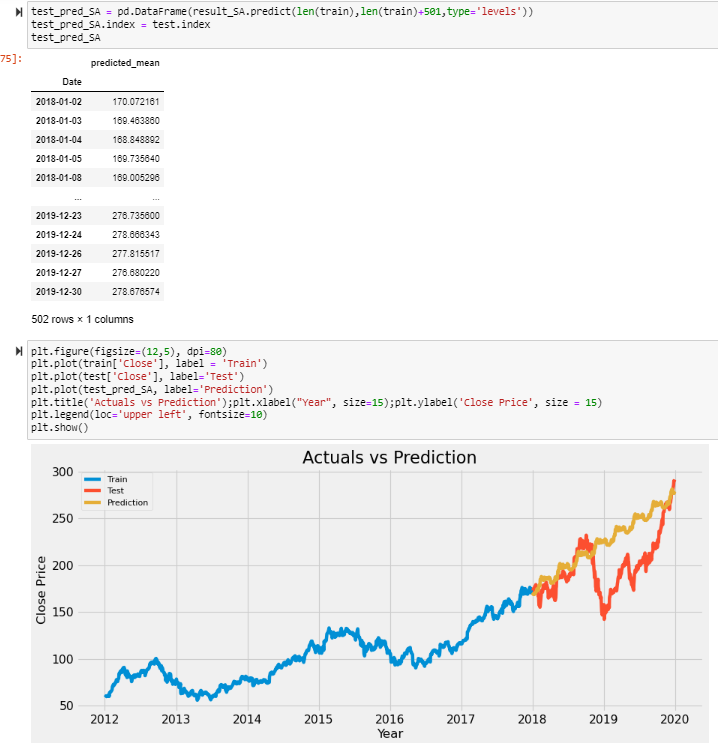 test_pred_SA = pd.DataFrame(result_SA.predict(len(train),len(train)+501,type='levels'))
test_pred_SA.index = test.index
test_pred_SA
75]:
predicted_mean
Date
2018-01-02 170.072161
2018-01-03 169.463860
2018-01-04 168.848892
2018-01-05 169.735640
2018-01-08 169.005296
... ...
2019-12-23 276.735600
2019-12-24 278.666343
2019-12-26 277.815517
2019-12-27 276.680220
2019-12-30 278.676574
502 rows × 1 columns
plt.figure(figsize=(12,5), dpi=80)
plt.plot(train['Close'], label = 'Train')
plt.plot(test['Close'], label='Test')
plt.plot(test_pred_SA, label='Prediction')
plt.title('Actuals vs Prediction');plt.xlabel("Year", size=15);plt.ylabel('Close Price', size = 15)
plt.legend(loc='upper left', fontsize=10)
plt.show()
Actuals vs Prediction
Train
Test
Prediction
300
250
200
150
100
50
Close Price
2012 2013 2014 2015 2016 2017 2018 2019 2020
Year